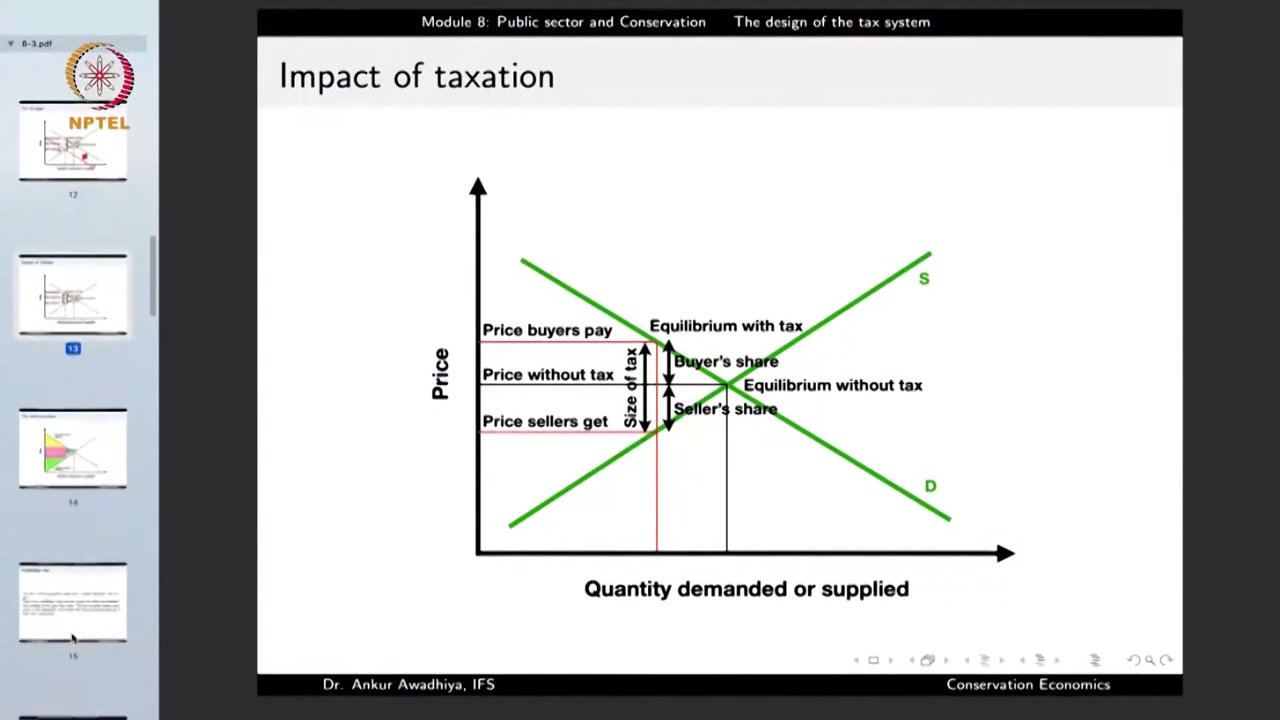 Module 8: Public sector and Conservation The design of the tax system
8-3.pdf
NPTEL
12
13
14
15
Impact of taxation
Price
Price buyers pay
Price without tax
Price sellers get
Size of tax
Equilibrium with tax
Buyer's share
Equilibrium without tax
Seller's share
S
D
Quantity demanded or supplied
Dr. Ankur Awadhiya, IFS
Conservation Economics